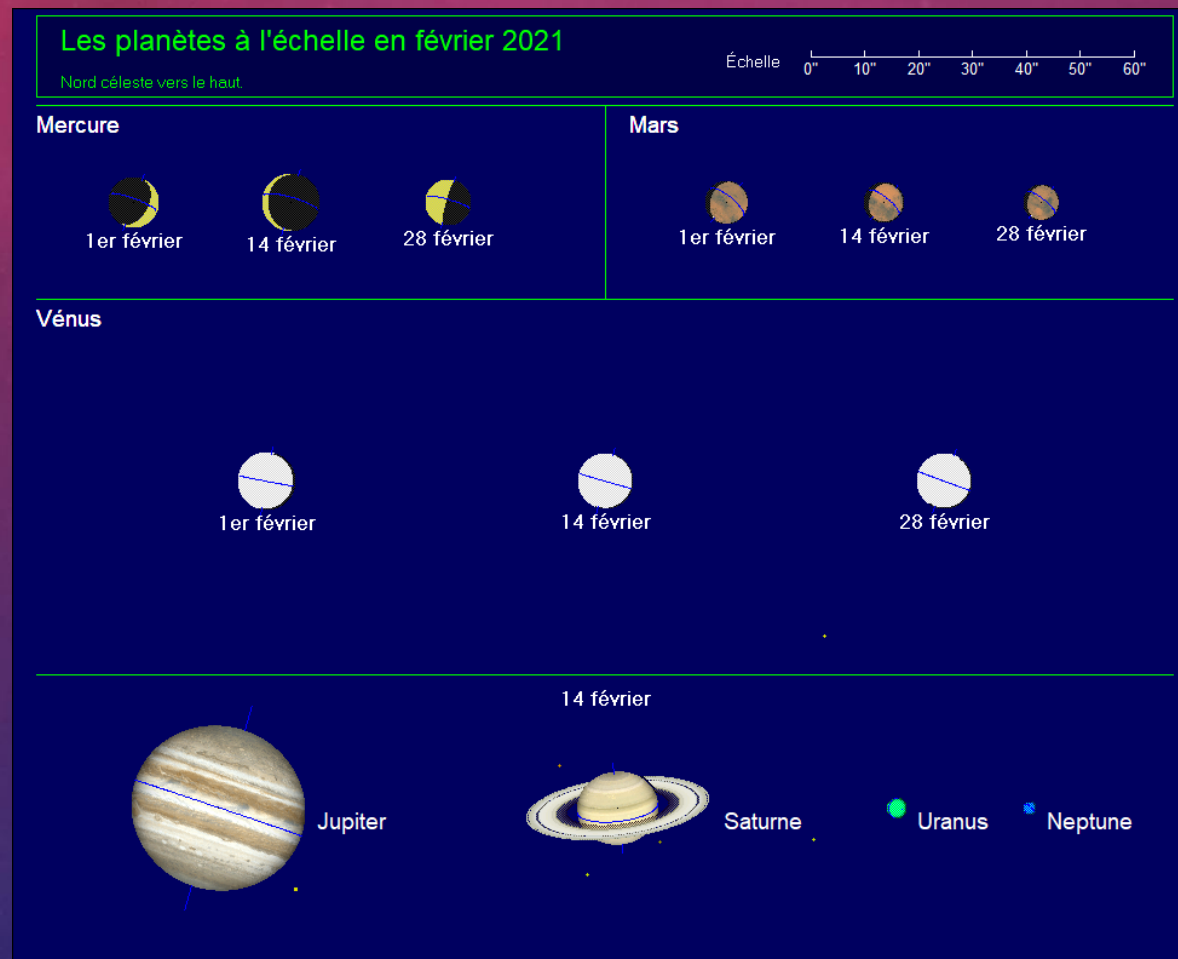 Les planètes à l'échelle en février 2021
Nord céleste vers le haut.
Échelle 0" 10" 20" 30" 40" 50" 60"
Mercure
1er février 14 février 28 février
Mars
1er février 14 février 28 février
Vénus
1er février 14 février 28 février
14 février
Jupiter Saturne Uranus Neptune